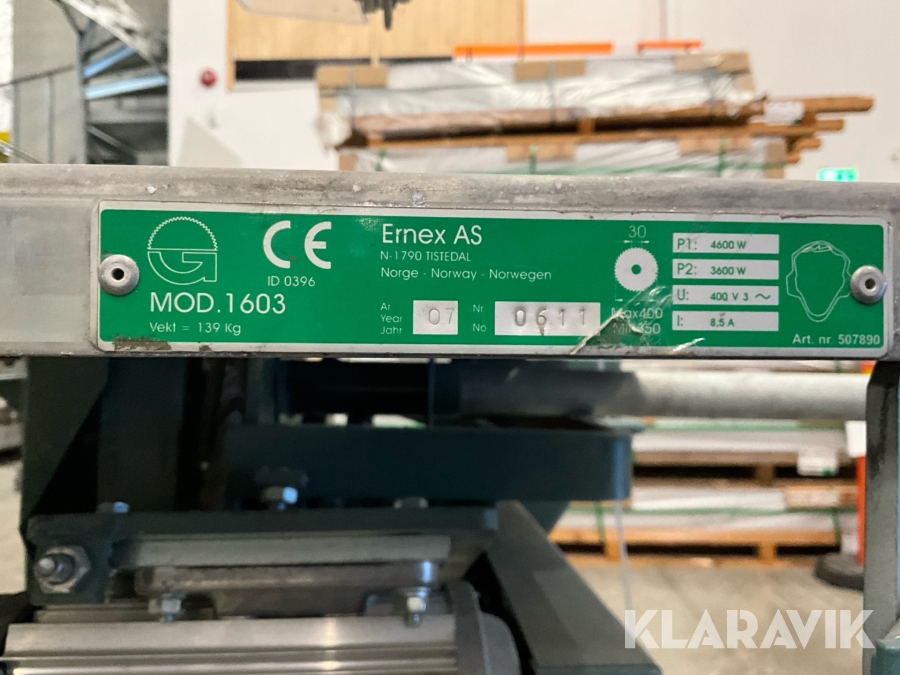 MOD.1603
Vekt = 139 Kg
CE
ID 0396
Ernex AS
N-1790 TISTEDAL
Norge - Norway - Norwegen
År
Year
Jahr
07
Nr
No
0611
30
Max400
Min350
P1: 4600 W
P2: 3600 W
U: 400 V 3 ~
I: 8,5 A
Art. nr. 507890
KLARAVIK